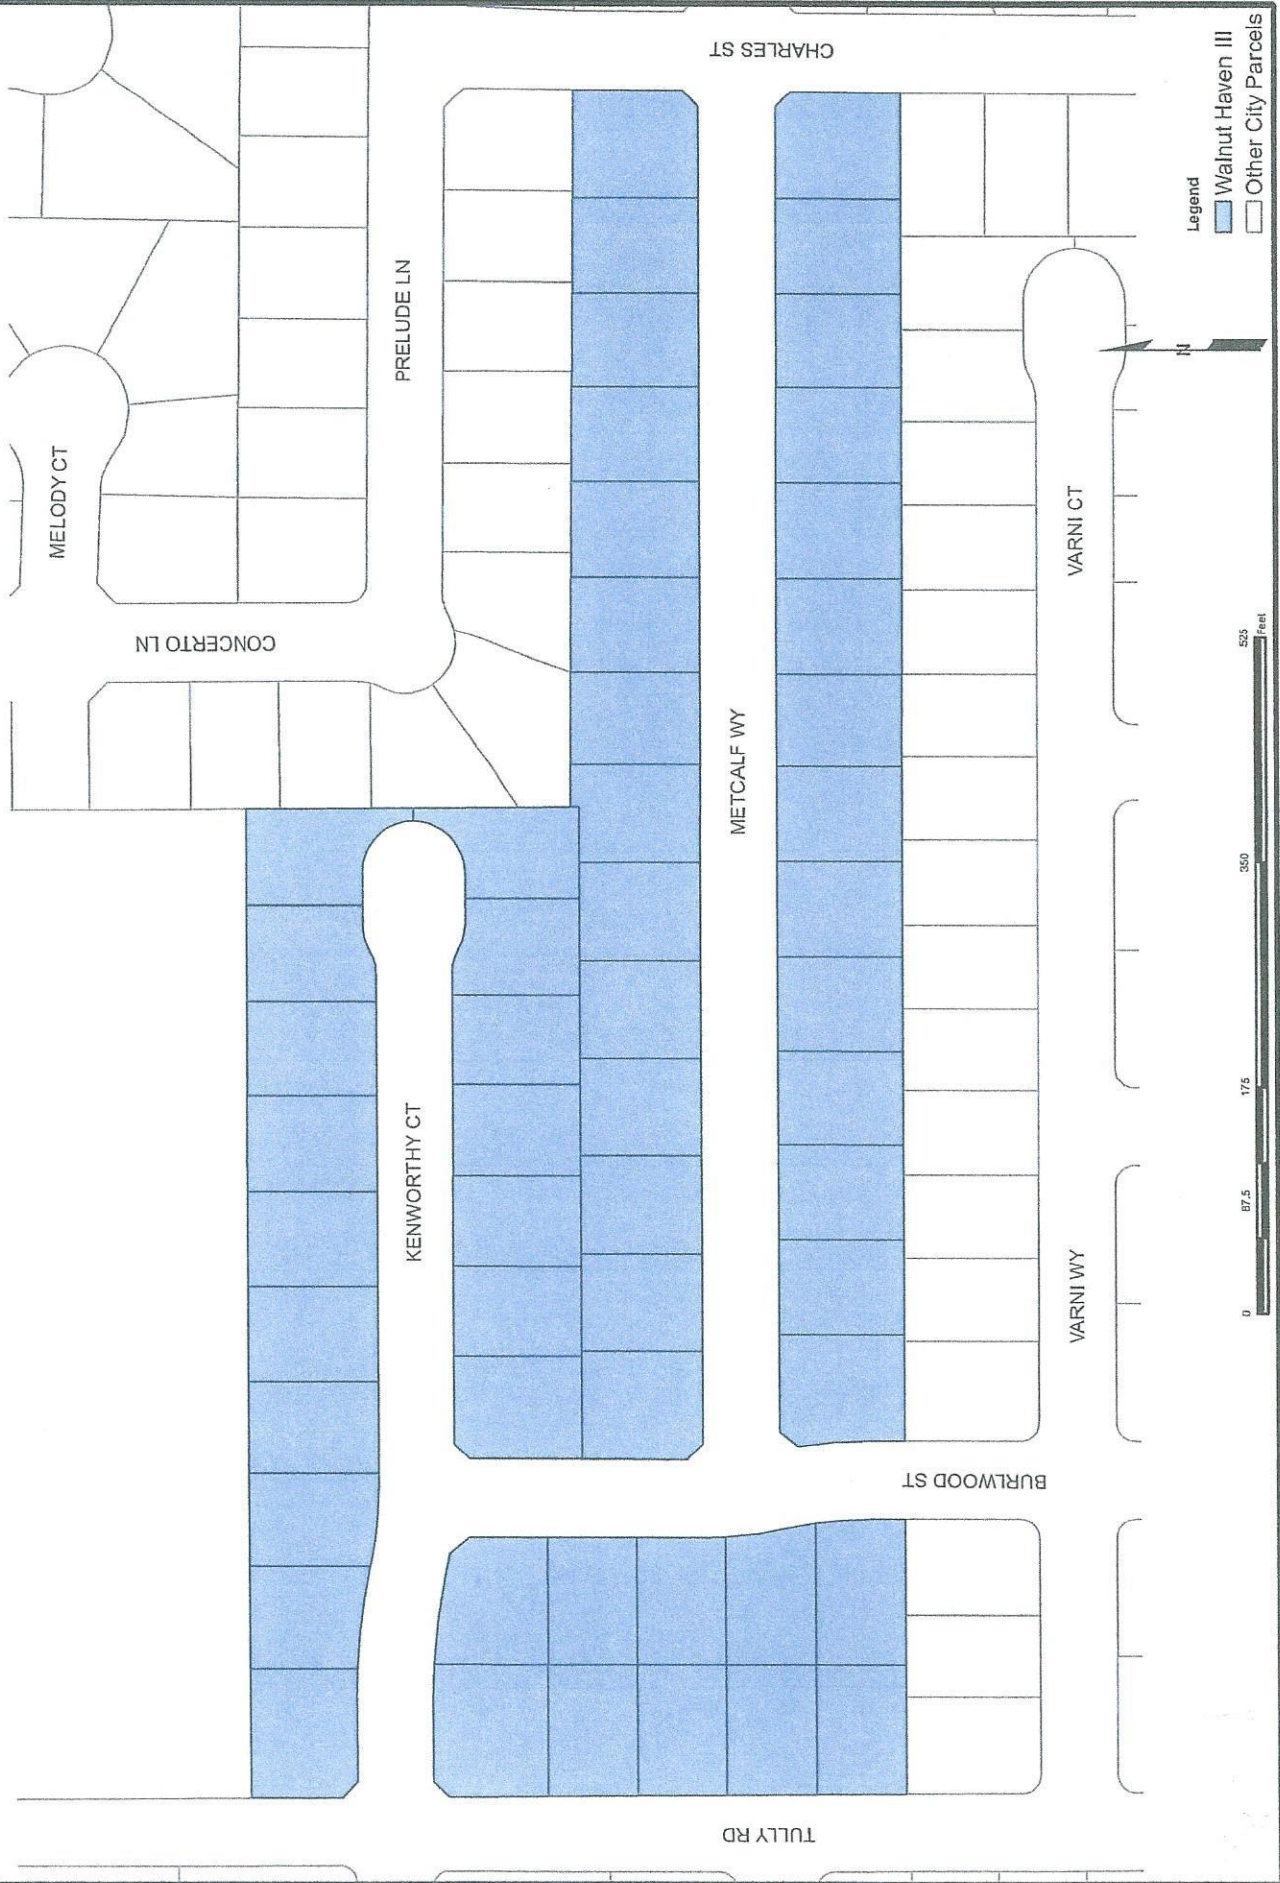 CHARLES ST
PRELUDE LN
MELODY CT
CONCERTO LN
METCALF WY
VARNI CT
KENWORTHY CT
VARNI WY
BURLWOOD ST
TULLY RD
Legend
Walnut Haven III
Other City Parcels
N
0 87.5 175 350 525
Feet